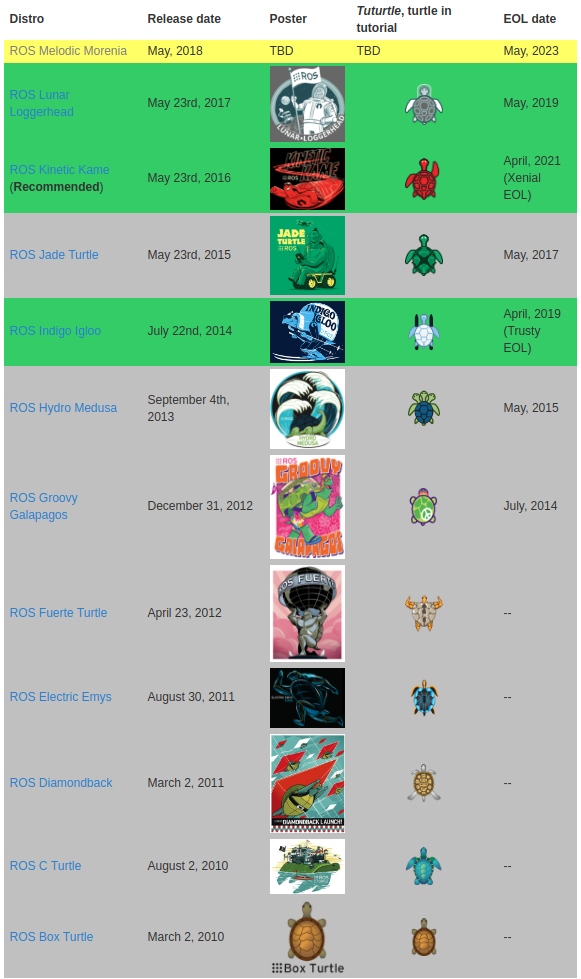 Distro Release date Poster Tuturtle, turtle in tutorial EOL date
ROS Melodic Morenia May, 2018 TBD TBD May, 2023
ROS Lunar Loggerhead May 23rd, 2017 May, 2019
ROS
LUNAR•LOGGERHEAD
ROS Kinetic Kame (Recommended) May 23rd, 2016 April, 2021 (Xenial EOL)
KINETIC KAME
ROS
ROS Jade Turtle May 23rd, 2015 May, 2017
JADE
TURTLE
ROS
ROS Indigo Igloo July 22nd, 2014 April, 2019 (Trusty EOL)
INDIGO
IGLOO
ROS Hydro Medusa September 4th, 2013 May, 2015
HYDRO
MEDUSA
ROS Groovy Galapagos December 31, 2012 July, 2014
ROS
GROOVY
GALAPAGOS
ROS Fuerte Turtle April 23, 2012 --
ROS FUERTE
ROS Electric Emys August 30, 2011 --
ROS Diamondback March 2, 2011 --
DIAMONDBACK LAUNCH!
ROS C Turtle August 2, 2010 --
ROS Box Turtle March 2, 2010 --
Box Turtle